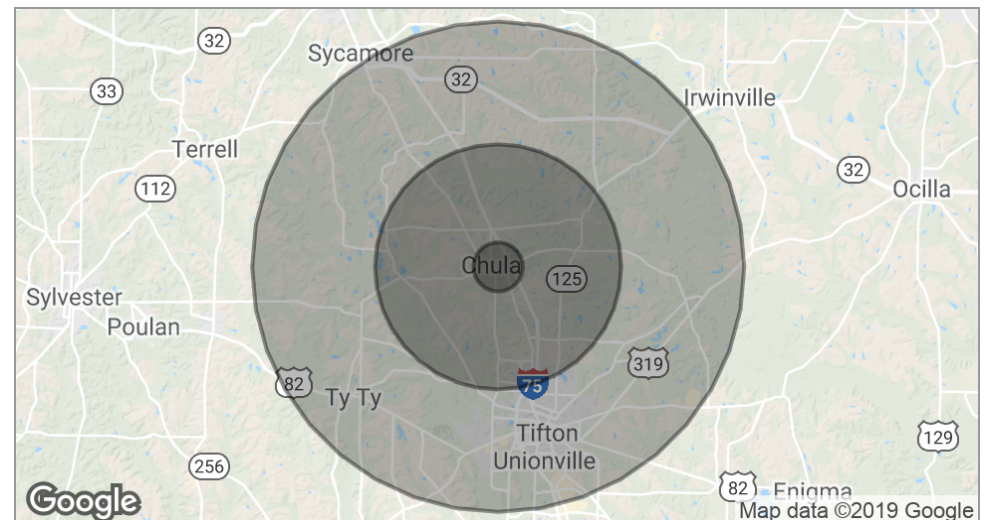 32
Sycamore
32
33
Irwinville
Terrell
32
112
Ocilla
Chula
125
Sylvester
Poulan
319
82
75
Ty Ty
Tifton
129
Unionville
256
82
Enigma
Google
Map data ©2019 Google